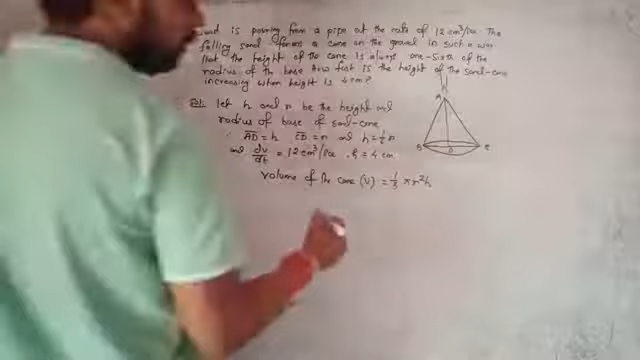 Sand is pouring from a pipe at the rate of 12 cm³/sec. The
falling sand forms a cone on the ground in such a way
that the height of the cone is always one-sixth of the
radius of the base. How fast is the height of the sand-cone
increasing when height is 4 cm?
Sol. let h and r be the height and
radius of base of sand-cone
∴ AD = h, CD = r and h = 1/6 r
and dv/dt = 12 cm³/sec, h = 4 cm
A
B D C
Volume of the cone (V) = 1/3 π r²h